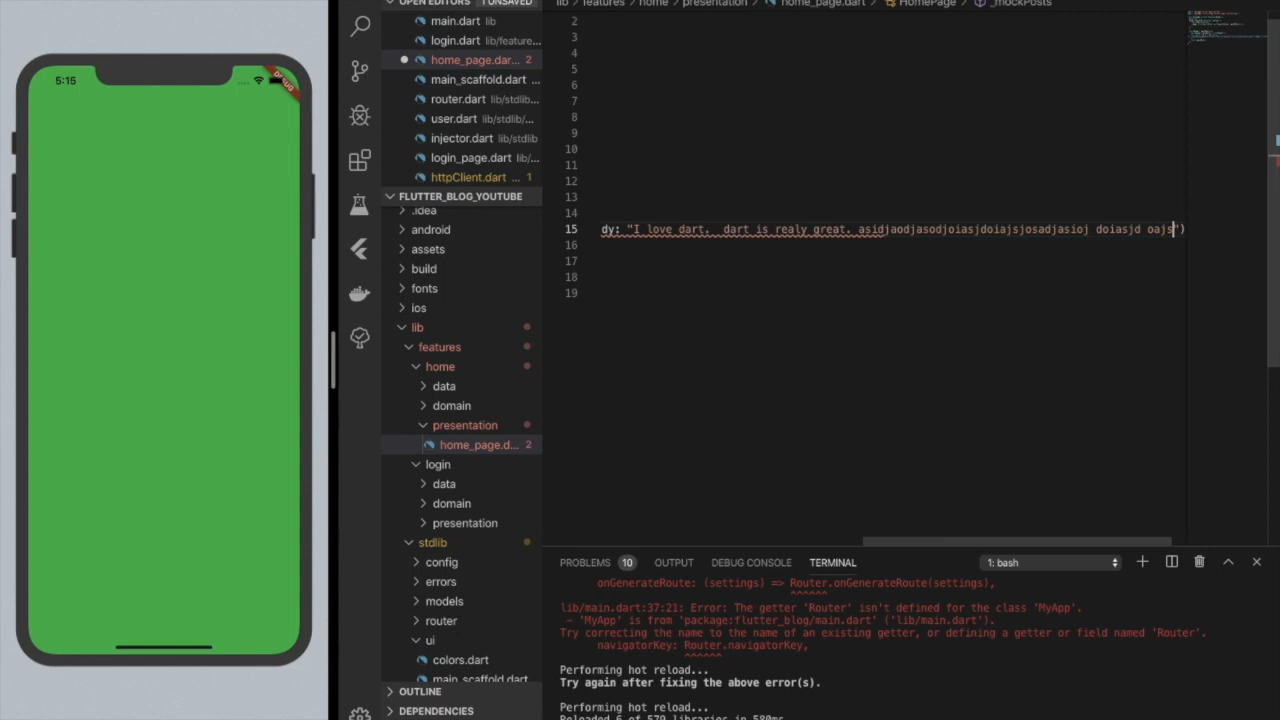 5:15
DEBUG
OPEN EDITORS 1 UNSAVED
main.dart lib
login.dart lib/feature...
home_page.dar... 2
main_scaffold.dart ...
router.dart lib/stdlib...
user.dart lib/stdlib/...
injector.dart lib/stdlib
login_page.dart lib/...
httpClient.dart ... 1
FLUTTER_BLOG_YOUTUBE
.idea
android
assets
build
fonts
ios
lib
features
home
data
domain
presentation
home_page.d... 2
login
data
domain
presentation
stdlib
config
errors
models
router
ui
colors.dart
main_scaffold.dart
OUTLINE
DEPENDENCIES
lib > features > home > presentation > home_page.dart > HomePage > _mockPosts
2
3
4
5
6
7
8
9
10
11
12
13
14
15 dy: "I love dart.  dart is realy great. asidjaodjasodjoiasjdoiajsjosadjasioj doiasjd oajs")
16
17
18
19
PROBLEMS 10 OUTPUT DEBUG CONSOLE TERMINAL 1: bash
onGenerateRoute: (settings) => Router.onGenerateRoute(settings),
^^^^^^
lib/main.dart:37:21: Error: The getter 'Router' isn't defined for the class 'MyApp'.
- 'MyApp' is from 'package:flutter_blog/main.dart' ('lib/main.dart').
Try correcting the name to the name of an existing getter, or defining a getter or field named 'Router'.
navigatorKey: Router.navigatorKey,
^^^^^^
Performing hot reload...
Try again after fixing the above error(s).
Performing hot reload...
Reloaded 6 of 579 libraries in 580ms.